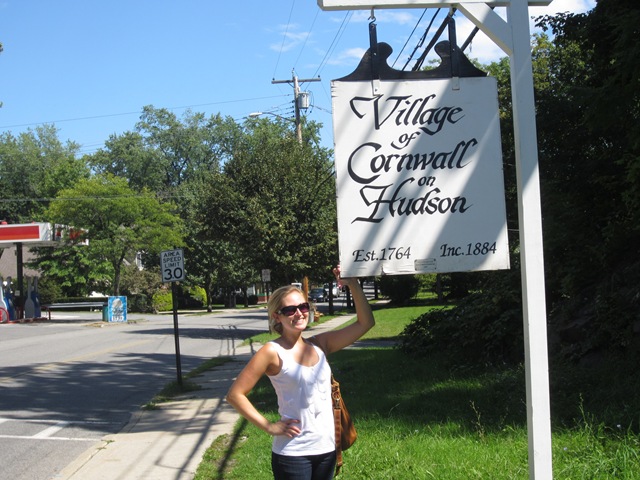 Village
of
Cornwall
on
Hudson
Est.1764 Inc.1884
AREA
SPEED
LIMIT
30